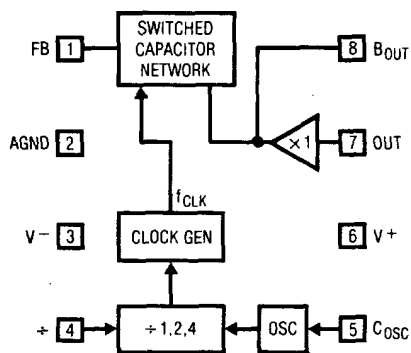 SWITCHED
CAPACITOR
NETWORK
FB 1
8 BOUT
AGND 2
×1
7 OUT
fCLK
V− 3
CLOCK GEN
6 V+
÷ 4
÷ 1, 2, 4
OSC
5 COSC